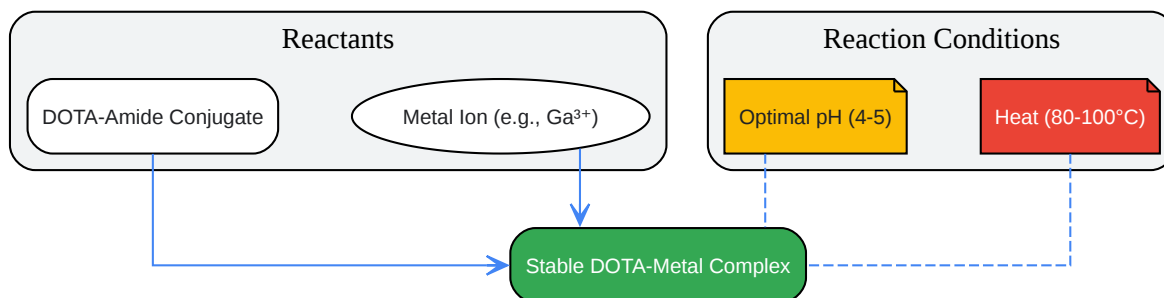 Reactants
Reaction Conditions
DOTA-Amide Conjugate
Metal Ion (e.g., Ga³⁺)
Optimal pH (4-5)
Heat (80-100°C)
Stable DOTA-Metal Complex